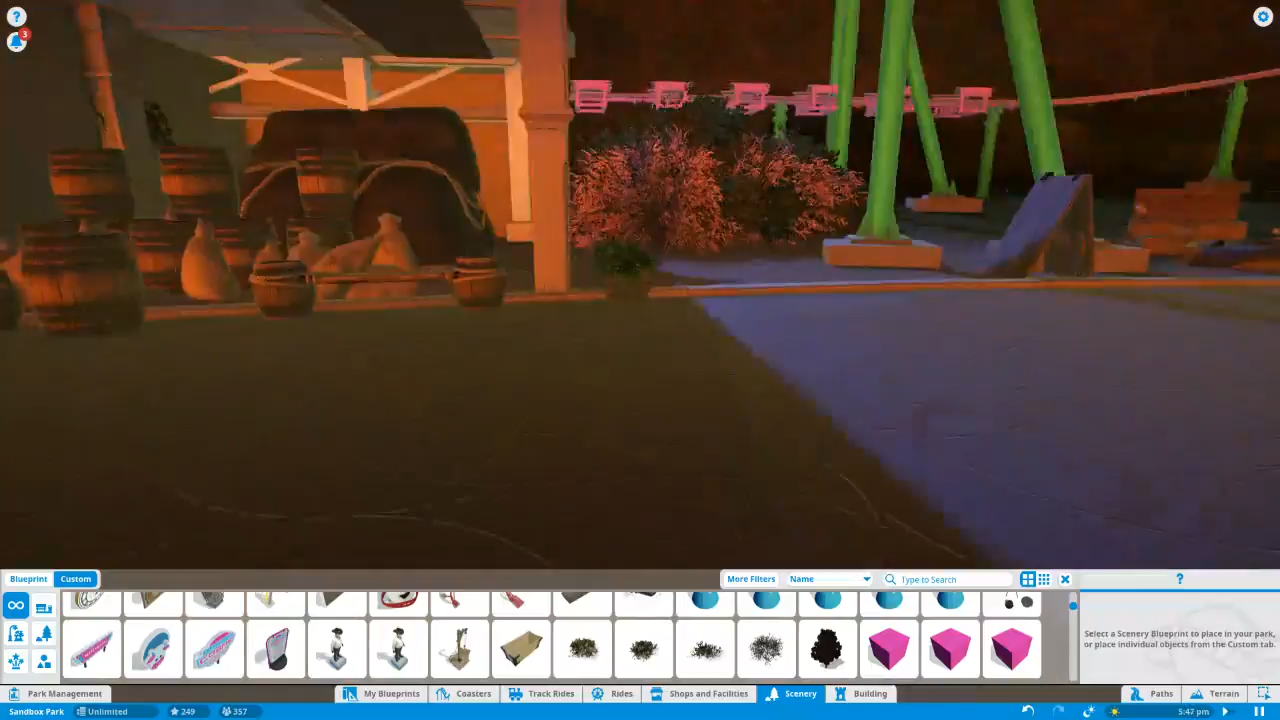 ?
3
Blueprint Custom More Filters Name Type to Search ?
Select a Scenery Blueprint to place in your park,
or place individual objects from the Custom tab.
Park Management My Blueprints Coasters Track Rides Rides Shops and Facilities Scenery Building Paths Terrain
Sandbox Park Unlimited 249 357 5:47 pm